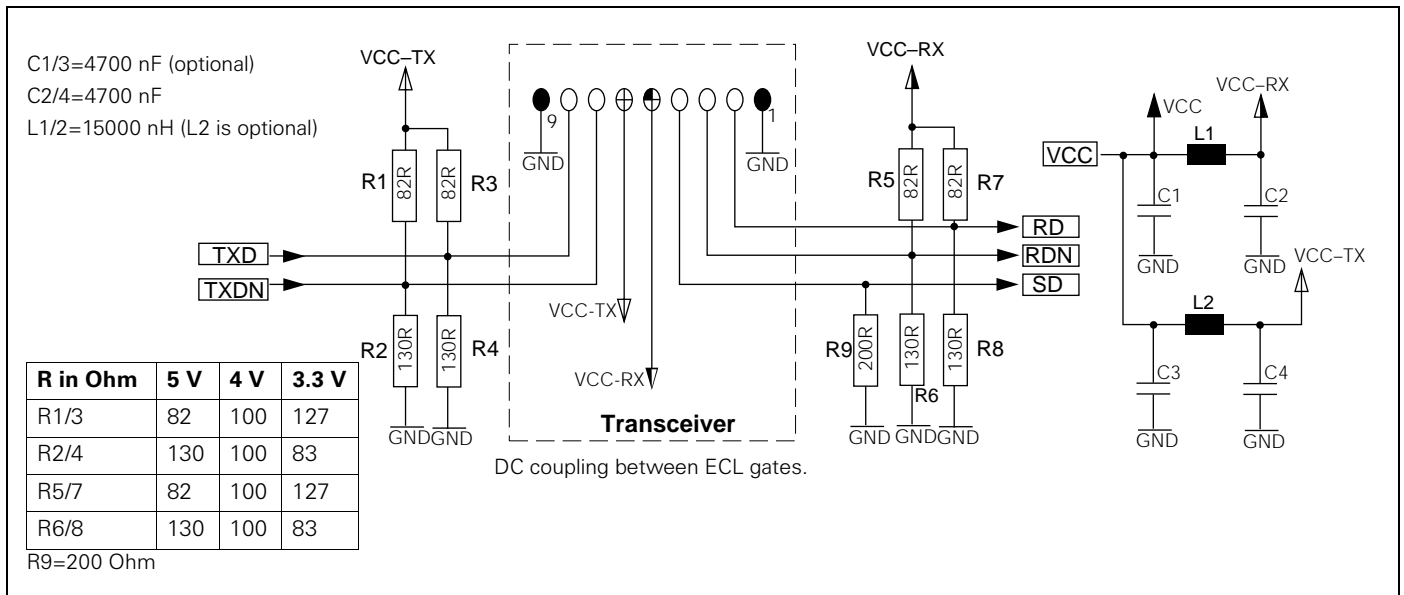 C1/3=4700 nF (optional)
C2/4=4700 nF
L1/2=15000 nH (L2 is optional)
VCC–TX
VCC–RX
VCC
VCC–RX
9
1
GND
GND
L1
VCC
R1
82R
82R
R3
R5
82R
82R
R7
C1
C2
RD
TXD
RDN
GND
GND
VCC–TX
TXDN
SD
VCC-TX
L2
R2
130R
130R
R4
R9
200R
130R
130R
R8
VCC-RX
R6
C3
C4
Transceiver
GND
GND
GND
GND
GND
GND
GND
DC coupling between ECL gates.
R in Ohm 5 V 4 V 3.3 V
R1/3 82 100 127
R2/4 130 100 83
R5/7 82 100 127
R6/8 130 100 83
R9=200 Ohm